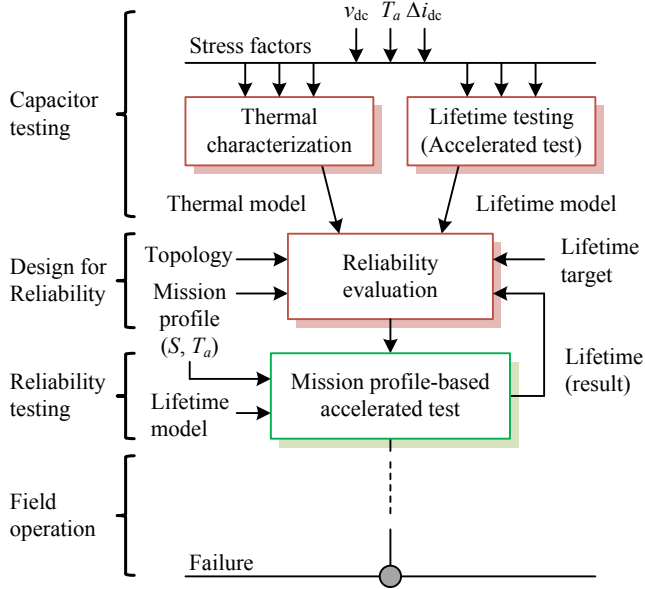 v_dc T_a Δi_dc
Stress factors
Capacitor
testing
Thermal
characterization
Lifetime testing
(Accelerated test)
Thermal model
Lifetime model
Design for
Reliability
Topology
Mission
profile
(S, T_a)
Reliability
evaluation
Lifetime
target
Reliability
testing
Lifetime
model
Mission profile-based
accelerated test
Lifetime
(result)
Field
operation
Failure